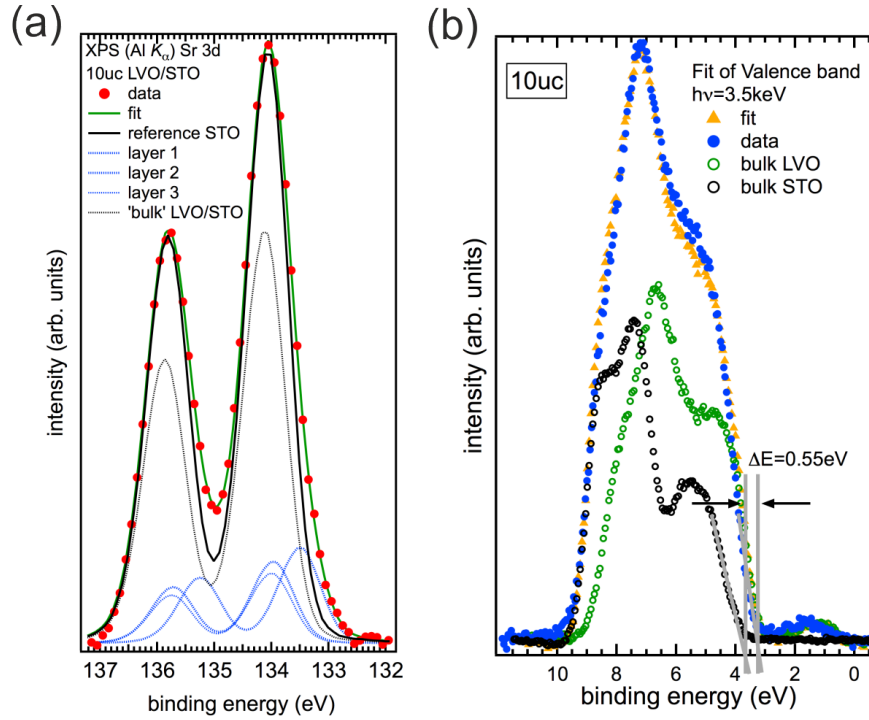 (a)
XPS (Al Kα) Sr 3d
10uc LVO/STO
data
fit
reference STO
layer 1
layer 2
layer 3
'bulk' LVO/STO
intensity (arb. units)
137 136 135 134 133 132
binding energy (eV)
(b)
10uc
Fit of Valence band
hν=3.5keV
fit
data
bulk LVO
bulk STO
ΔE=0.55eV
intensity (arb. units)
10 8 6 4 2 0
binding energy (eV)